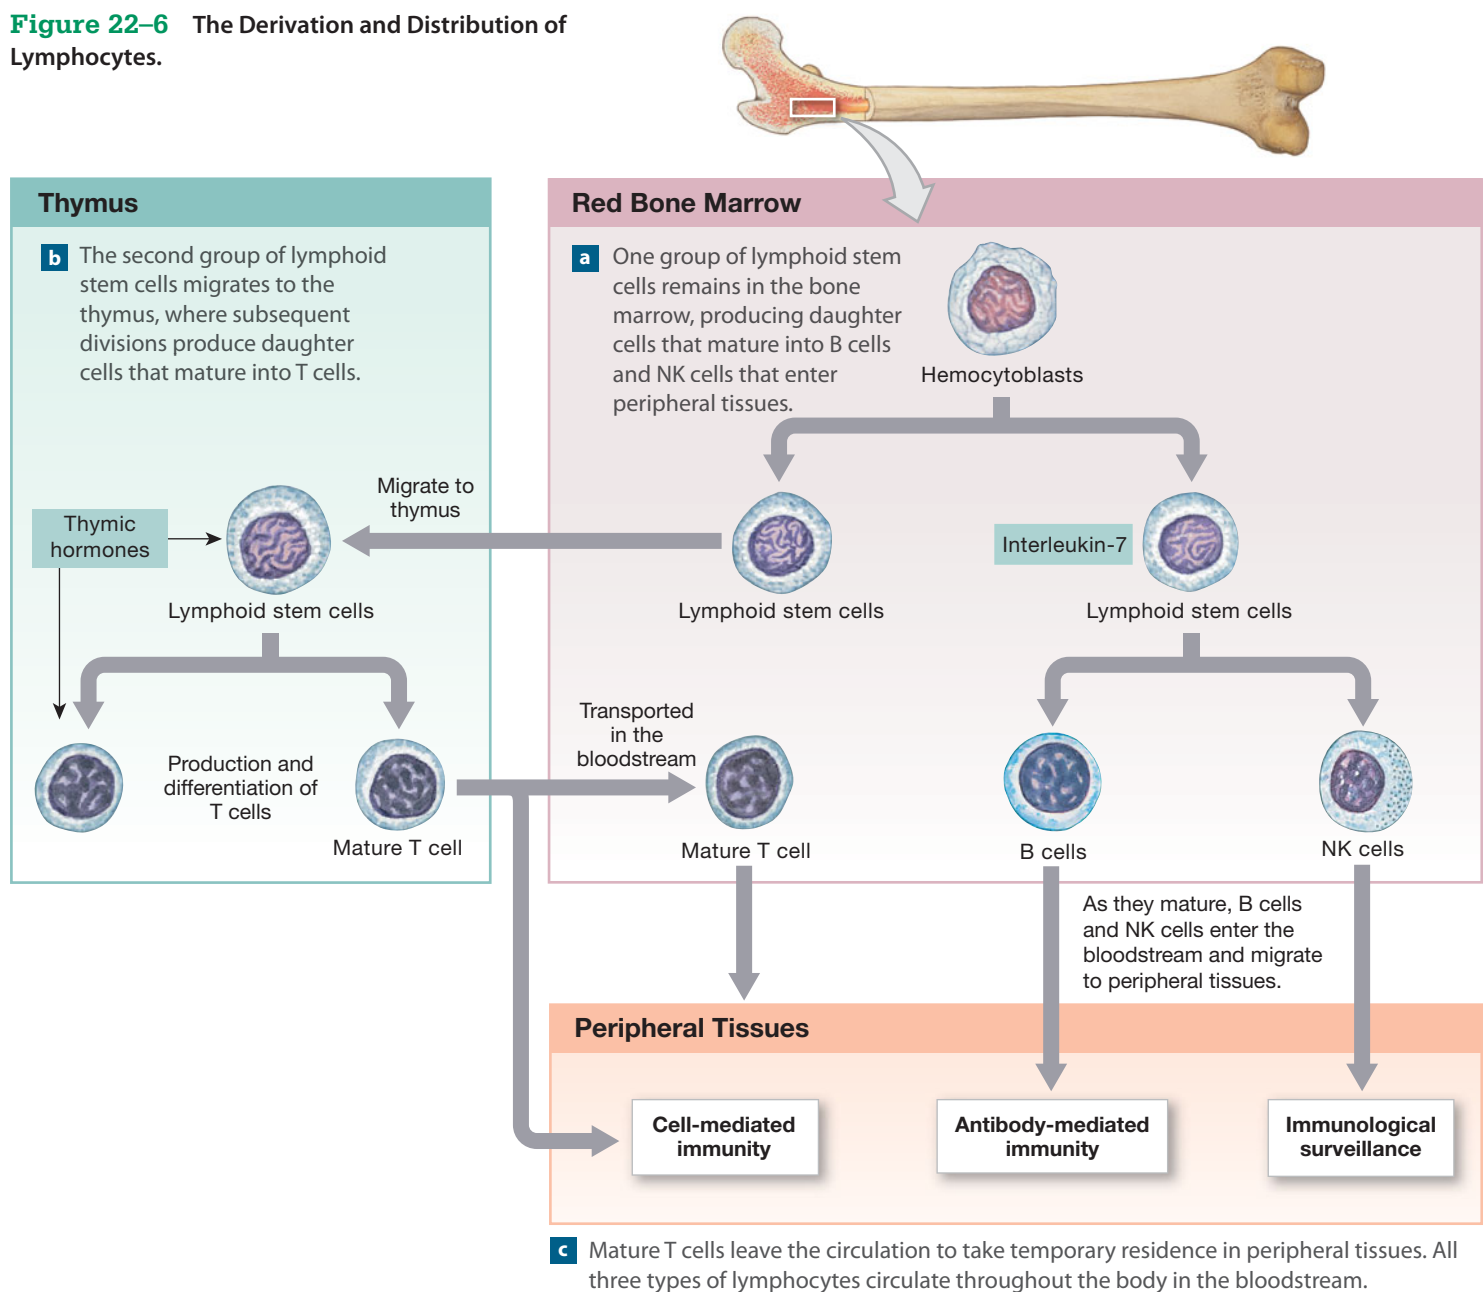 Figure 22–6 The Derivation and Distribution of
Lymphocytes.
Thymus
b The second group of lymphoid
stem cells migrates to the
thymus, where subsequent
divisions produce daughter
cells that mature into T cells.
Thymic
hormones
Migrate to
thymus
Lymphoid stem cells
Production and
differentiation of
T cells
Mature T cell
Red Bone Marrow
a One group of lymphoid stem
cells remains in the bone
marrow, producing daughter
cells that mature into B cells
and NK cells that enter
peripheral tissues.
Hemocytoblasts
Lymphoid stem cells
Interleukin-7
Lymphoid stem cells
Transported
in the
bloodstream
Mature T cell
B cells
NK cells
As they mature, B cells
and NK cells enter the
bloodstream and migrate
to peripheral tissues.
Peripheral Tissues
Cell-mediated
immunity
Antibody-mediated
immunity
Immunological
surveillance
c Mature T cells leave the circulation to take temporary residence in peripheral tissues. All
three types of lymphocytes circulate throughout the body in the bloodstream.